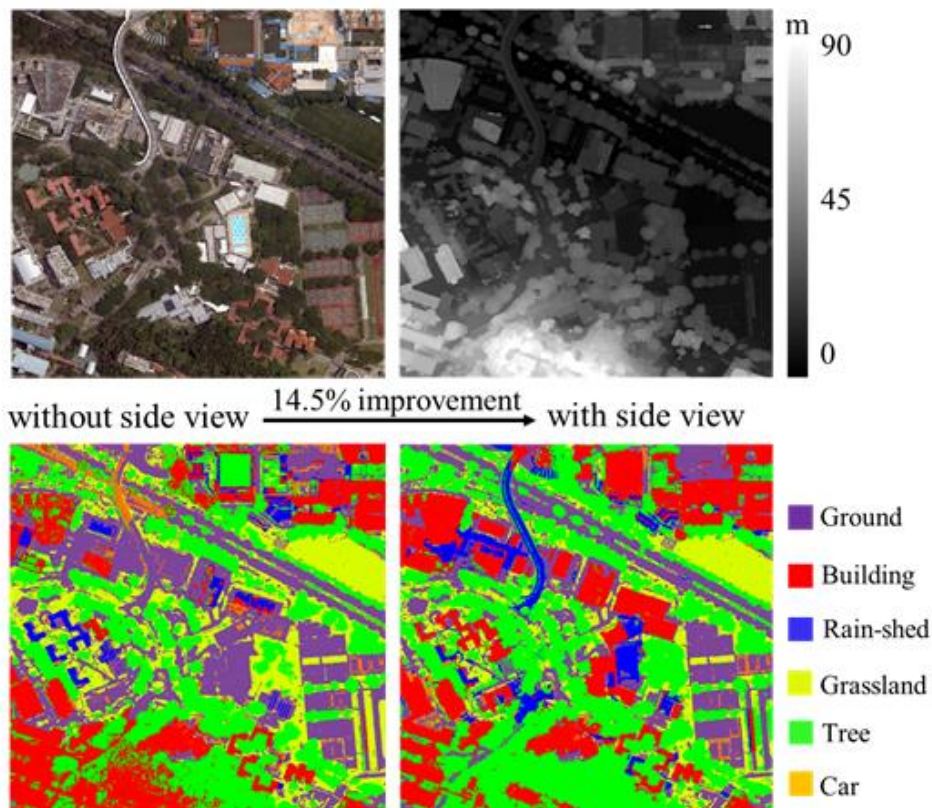 m
90
45
0
without side view 14.5% improvement with side view
Ground
Building
Rain-shed
Grassland
Tree
Car